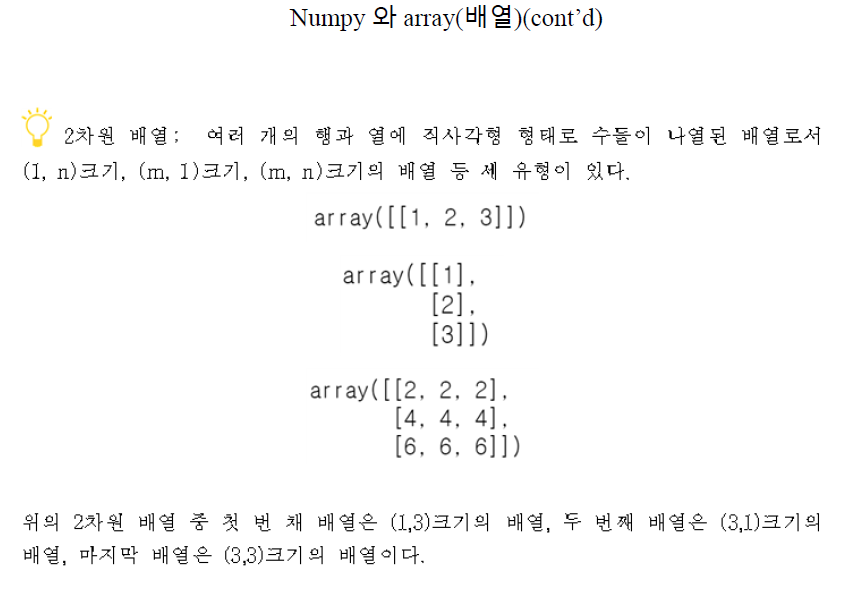 Numpy 와 array(배열)(cont’d)
2차원 배열; 여러 개의 행과 열에 직사각형 형태로 수들이 나열된 배열로서
(1, n)크기, (m, 1)크기, (m, n)크기의 배열 등 세 유형이 있다.
array([[1, 2, 3]])
array([[1],
[2],
[3]])
array([[2, 2, 2],
[4, 4, 4],
[6, 6, 6]])
위의 2차원 배열 중 첫 번 채 배열은 (1,3)크기의 배열, 두 번째 배열은 (3,1)크기의
배열, 마지막 배열은 (3,3)크기의 배열이다.